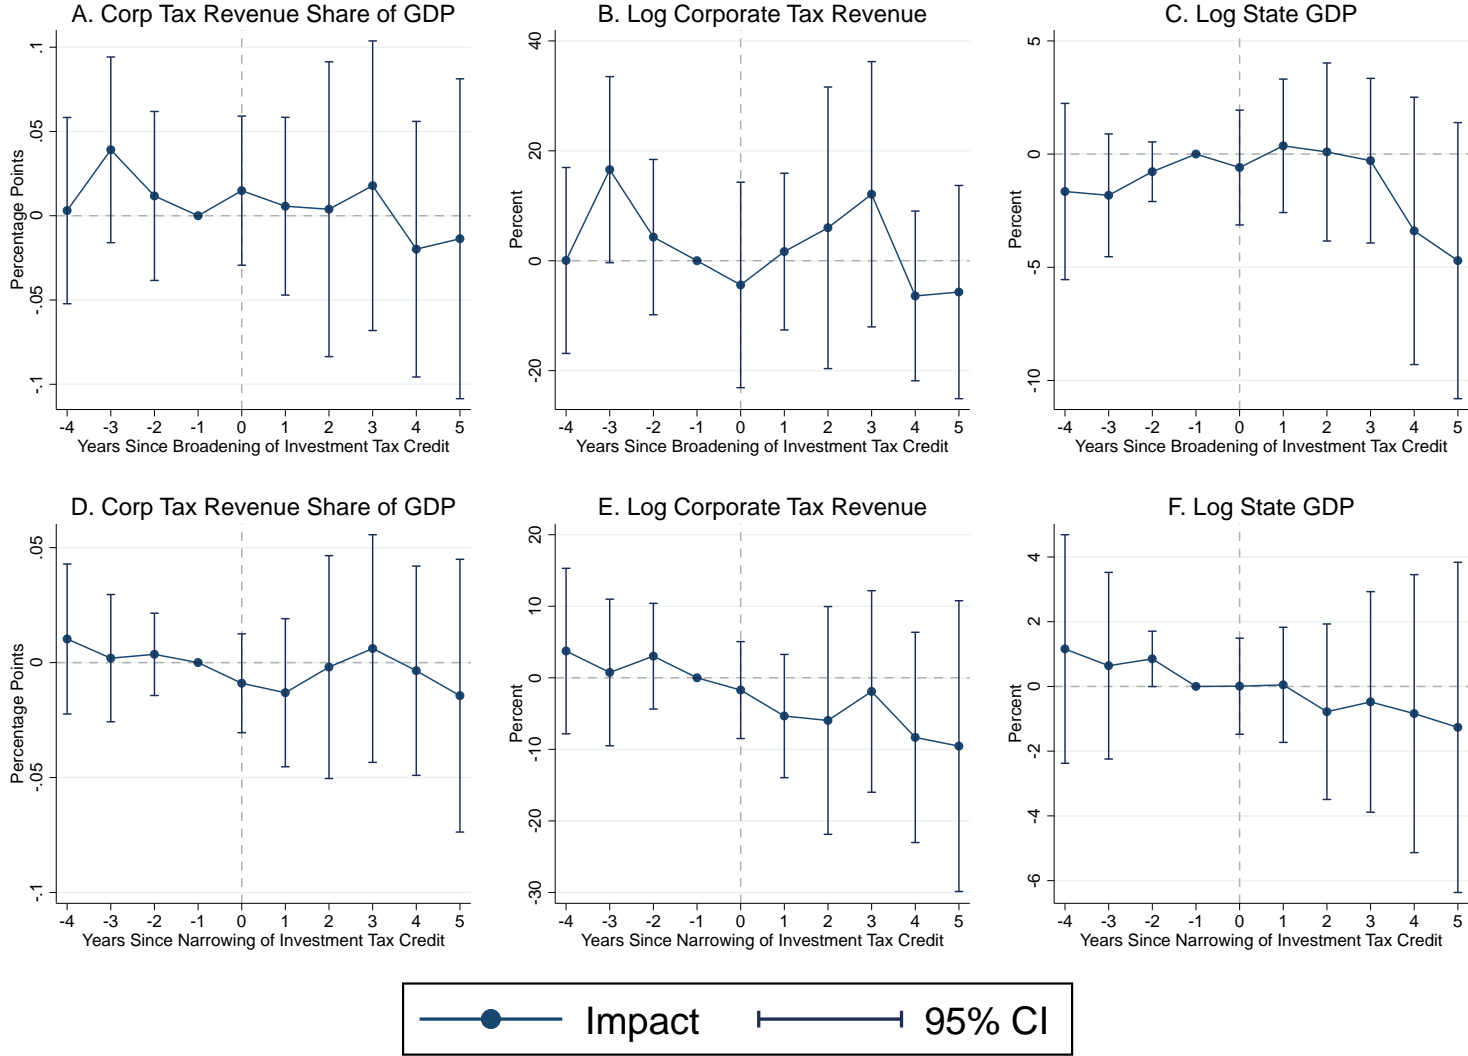 A. Corp Tax Revenue Share of GDP
Percentage Points
.1
.05
0
-.05
-.1
-4 -3 -2 -1 0 1 2 3 4 5
Years Since Broadening of Investment Tax Credit
B. Log Corporate Tax Revenue
Percent
40
20
0
-20
-4 -3 -2 -1 0 1 2 3 4 5
Years Since Broadening of Investment Tax Credit
C. Log State GDP
Percent
5
0
-5
-10
-4 -3 -2 -1 0 1 2 3 4 5
Years Since Broadening of Investment Tax Credit
D. Corp Tax Revenue Share of GDP
Percentage Points
.05
0
-.05
-.1
-4 -3 -2 -1 0 1 2 3 4 5
Years Since Narrowing of Investment Tax Credit
E. Log Corporate Tax Revenue
Percent
20
10
0
-10
-20
-30
-4 -3 -2 -1 0 1 2 3 4 5
Years Since Narrowing of Investment Tax Credit
F. Log State GDP
Percent
4
2
0
-2
-4
-6
-4 -3 -2 -1 0 1 2 3 4 5
Years Since Narrowing of Investment Tax Credit
Impact 95% CI